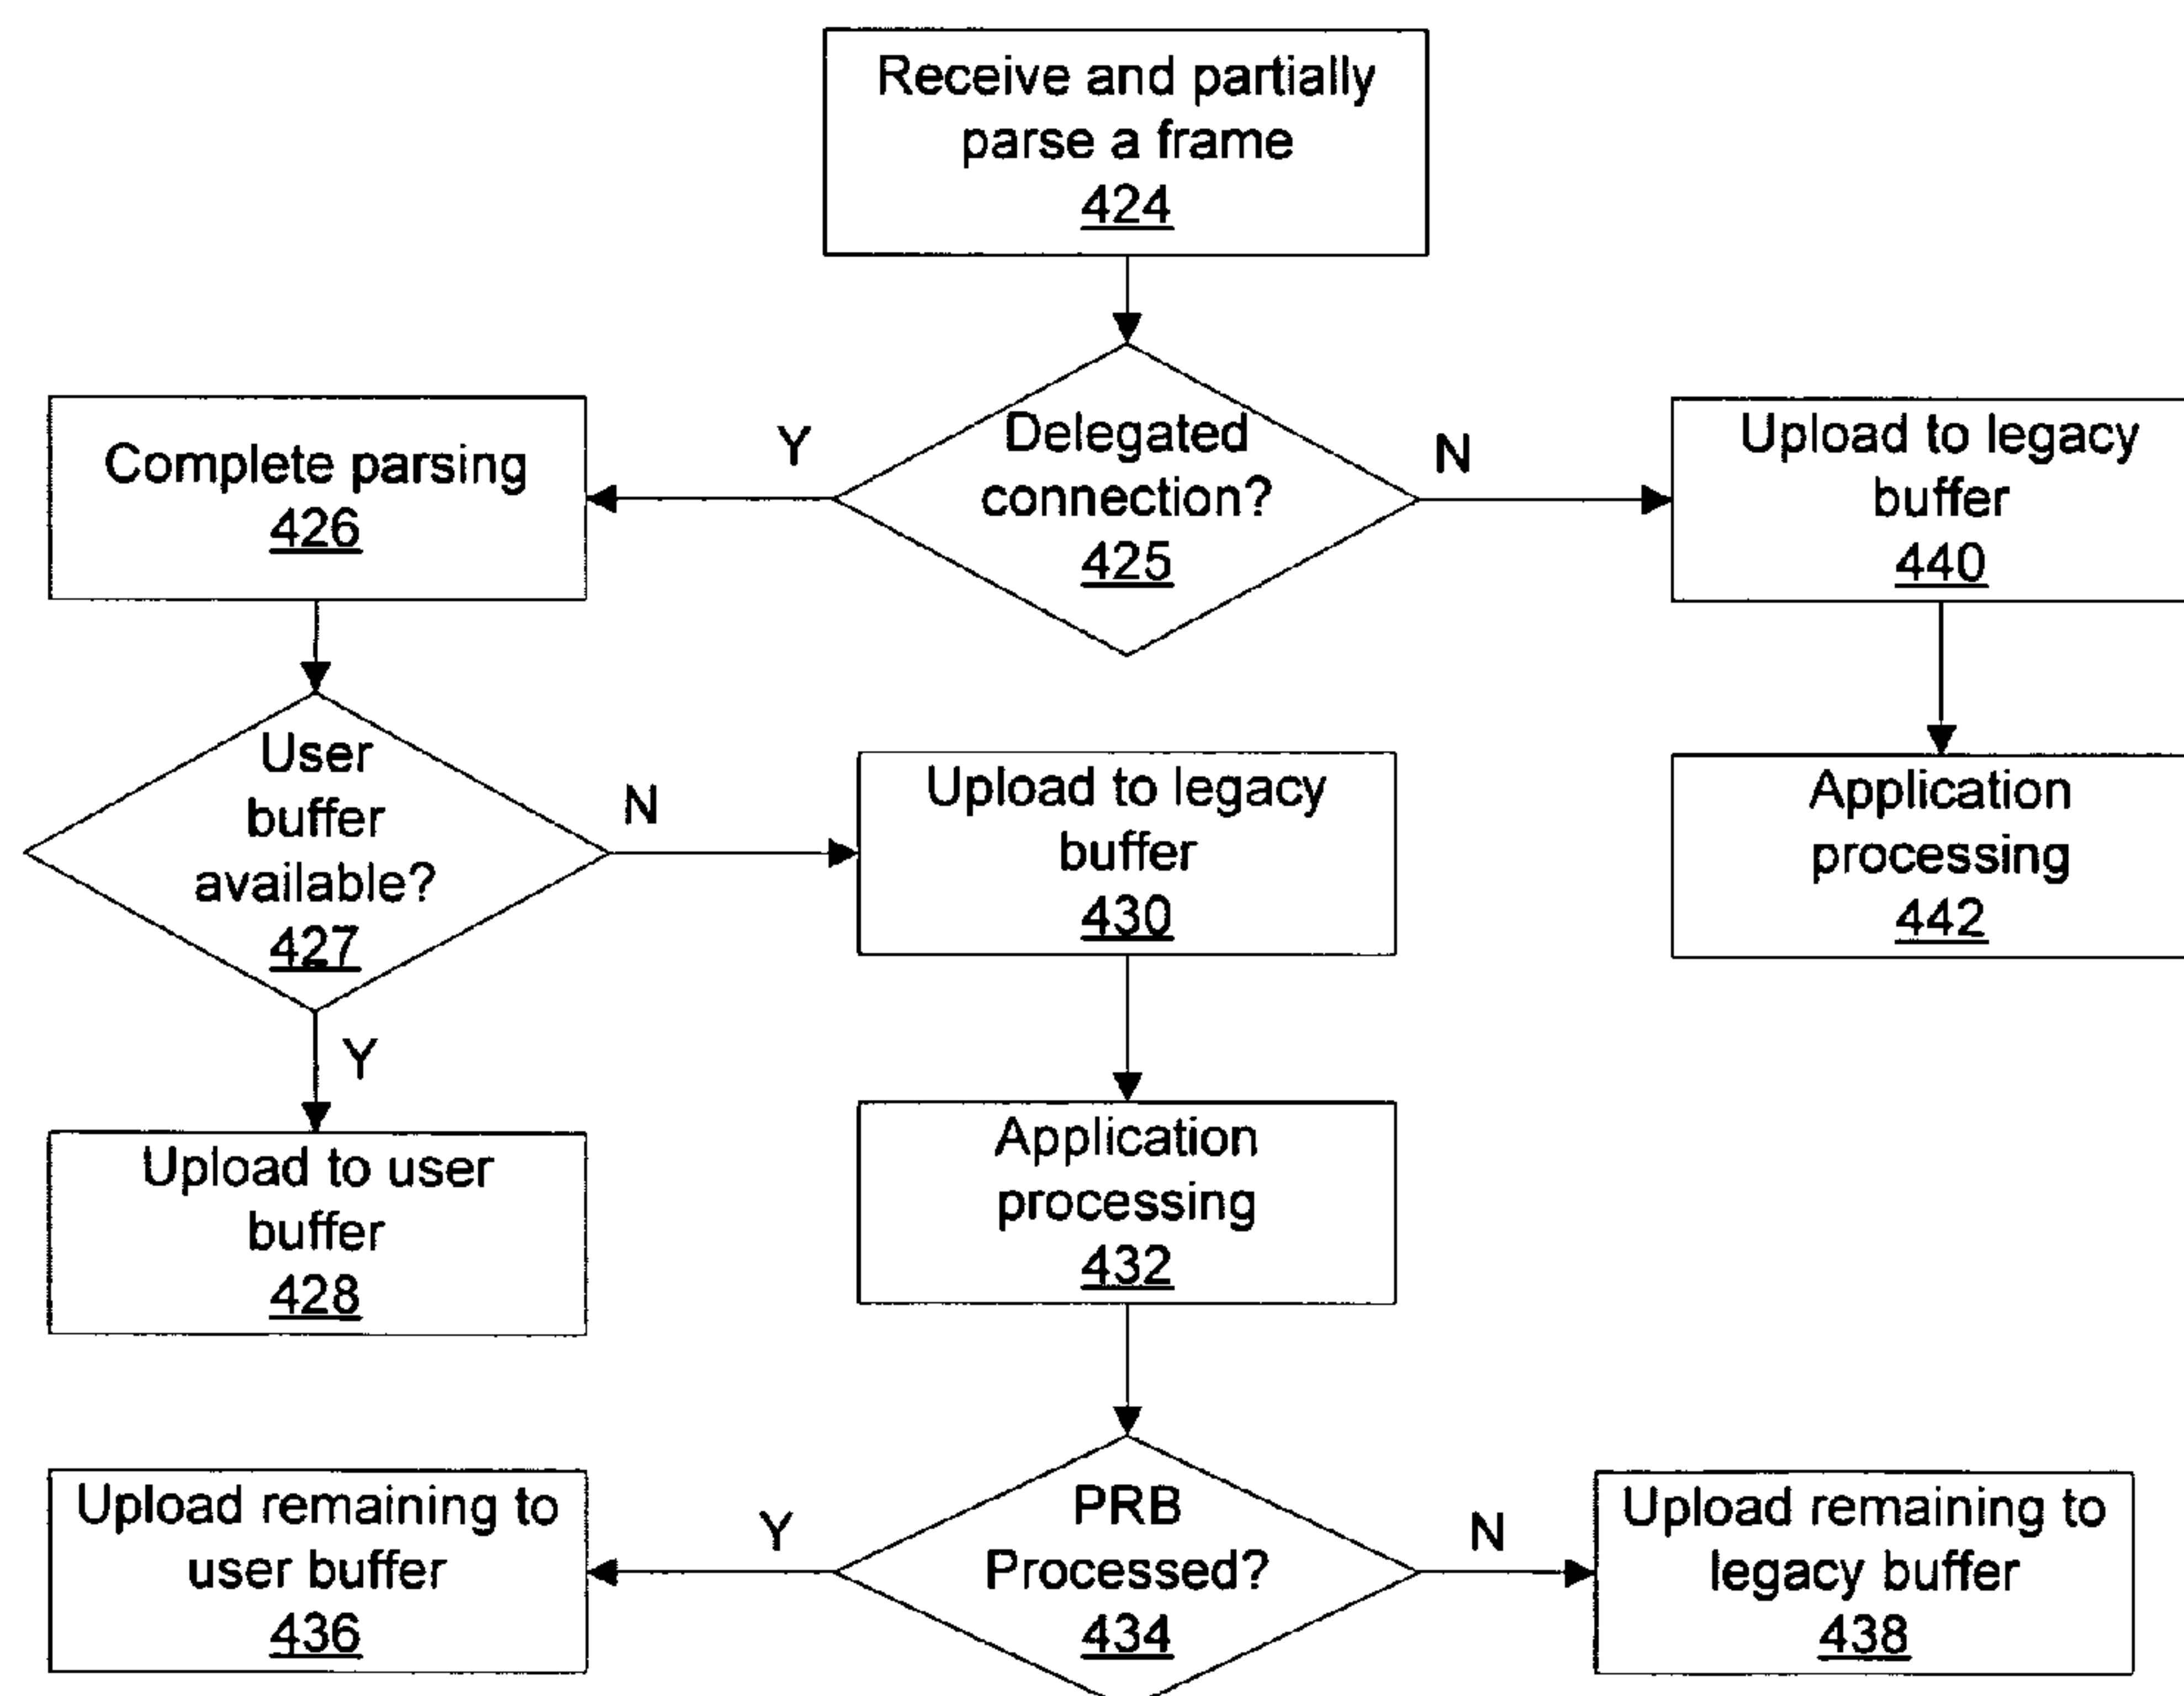 Receive and partially
parse a frame
424
Delegated
connection?
425
Y
N
Complete parsing
426
Upload to legacy
buffer
440
User
buffer
available?
427
N
Y
Upload to legacy
buffer
430
Application
processing
442
Upload to user
buffer
428
Application
processing
432
PRB
Processed?
434
Y
N
Upload remaining to
user buffer
436
Upload remaining to
legacy buffer
438